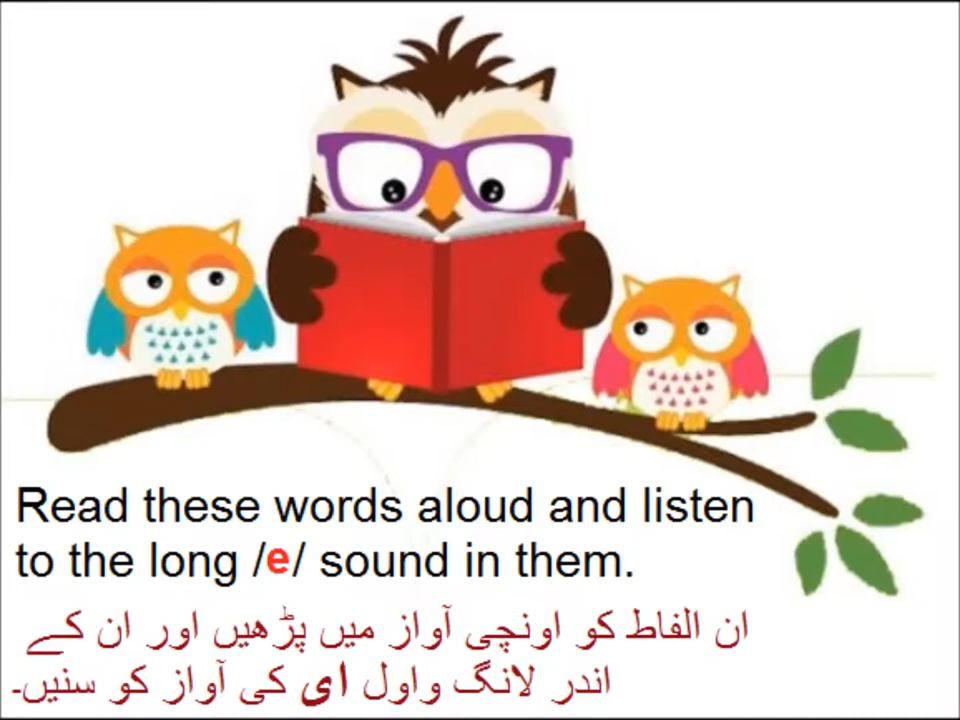 Read these words aloud and listen
to the long /e/ sound in them.
ان الفاط کو اونچی آواز میں پڑھیں اور ان کے
اندر لانگ واول ای کی آواز کو سنیں۔